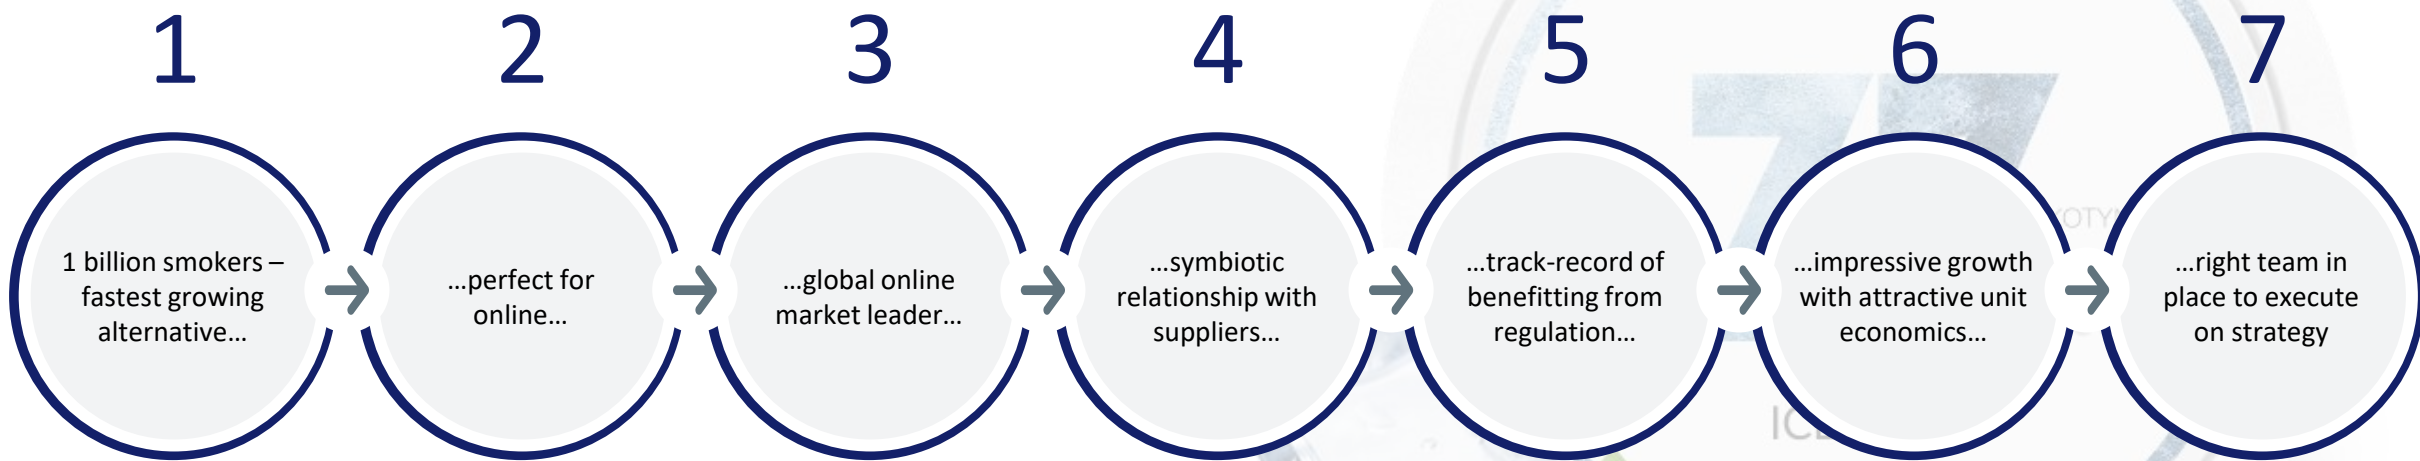 1
2
3
4
5
6
7
1 billion smokers –
fastest growing
alternative...
...perfect for
online...
...global online
market leader...
...symbiotic
relationship with
suppliers...
...track-record of
benefitting from
regulation...
...impressive growth
with attractive unit
economics...
...right team in
place to execute
on strategy
77